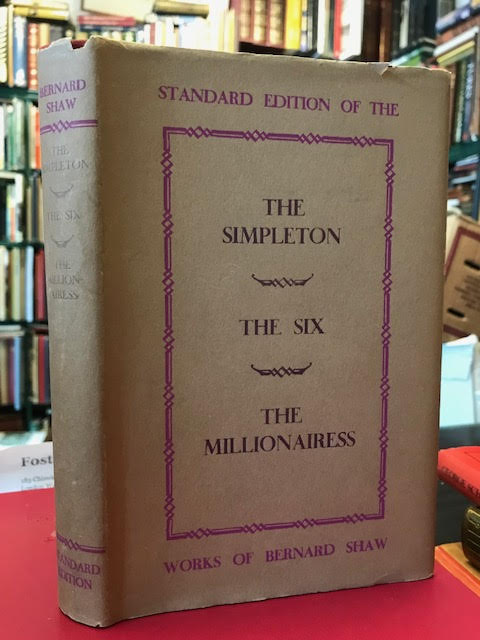 BERNARD
SHAW
THE
SIMPLETON
THE SIX
THE
MILLION-
AIRESS
STANDARD
EDITION
STANDARD EDITION OF THE
THE
SIMPLETON
THE SIX
THE
MILLIONAIRESS
WORKS OF BERNARD SHAW
Fost